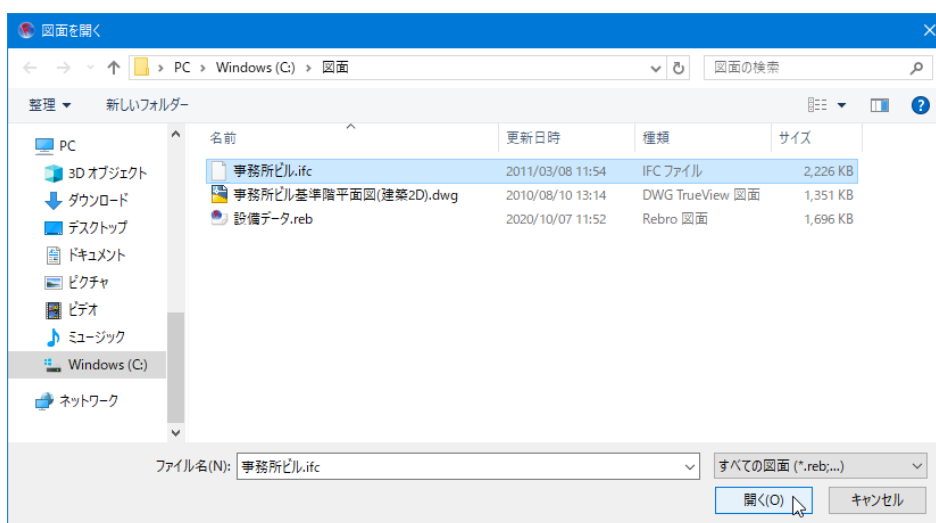 図面を開く
PC › Windows (C:) › 図面
図面の検索
整理 ▼ 新しいフォルダー
PC
3D オブジェクト
ダウンロード
デスクトップ
ドキュメント
ピクチャ
ビデオ
ミュージック
Windows (C:)
ネットワーク
名前 更新日時 種類 サイズ
事務所ビル.ifc 2011/03/08 11:54 IFC ファイル 2,226 KB
事務所ビル基準階平面図(建築2D).dwg 2010/08/10 13:14 DWG TrueView 図面 1,351 KB
設備データ.reb 2020/10/07 11:52 Rebro 図面 1,696 KB
ファイル名(N): 事務所ビル.ifc すべての図面 (*.reb;...)
開く(O) キャンセル